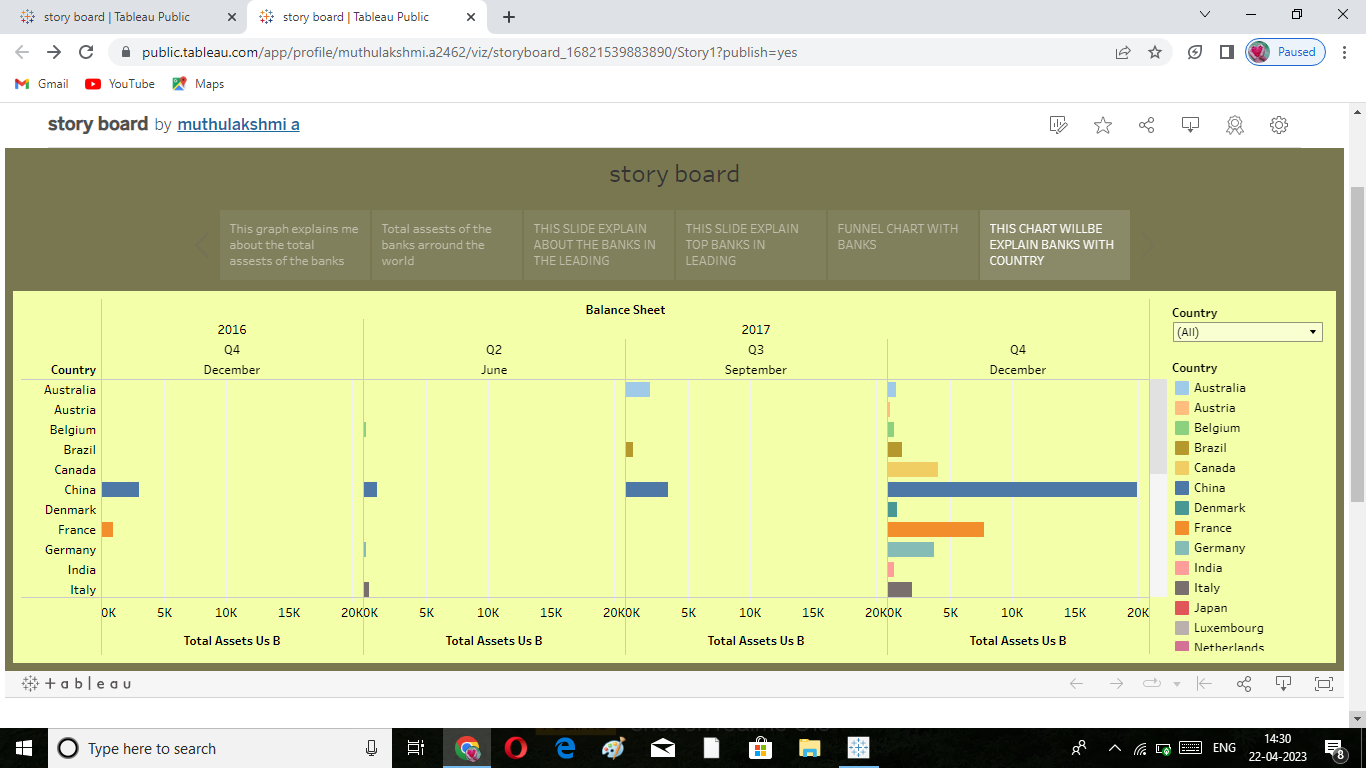 story board | Tableau Public
story board | Tableau Public
public.tableau.com/app/profile/muthulakshmi.a2462/viz/storyboard_16821539883890/Story1?publish=yes
Paused
Gmail
YouTube
Maps
story board by muthulakshmi a
story board
This graph explains me
about the total
assests of the banks
Total assests of the
banks arround the
world
THIS SLIDE EXPLAIN
ABOUT THE BANKS IN
THE LEADING
THIS SLIDE EXPLAIN
TOP BANKS IN
LEADING
FUNNEL CHART WITH
BANKS
THIS CHART WILLBE
EXPLAIN BANKS WITH
COUNTRY
Balance Sheet
2016 2017
Q4 Q2 Q3 Q4
Country December June September December
Australia
Austria
Belgium
Brazil
Canada
China
Denmark
France
Germany
India
Italy
0K 5K 10K 15K 20K 0K 5K 10K 15K 20K 0K 5K 10K 15K 20K 0K 5K 10K 15K 20K
Total Assets Us B Total Assets Us B Total Assets Us B Total Assets Us B
Country
(All)
Country
Australia
Austria
Belgium
Brazil
Canada
China
Denmark
France
Germany
India
Italy
Japan
Luxembourg
Netherlands
+ableau
Type here to search
ENG
14:30
22-04-2023
8